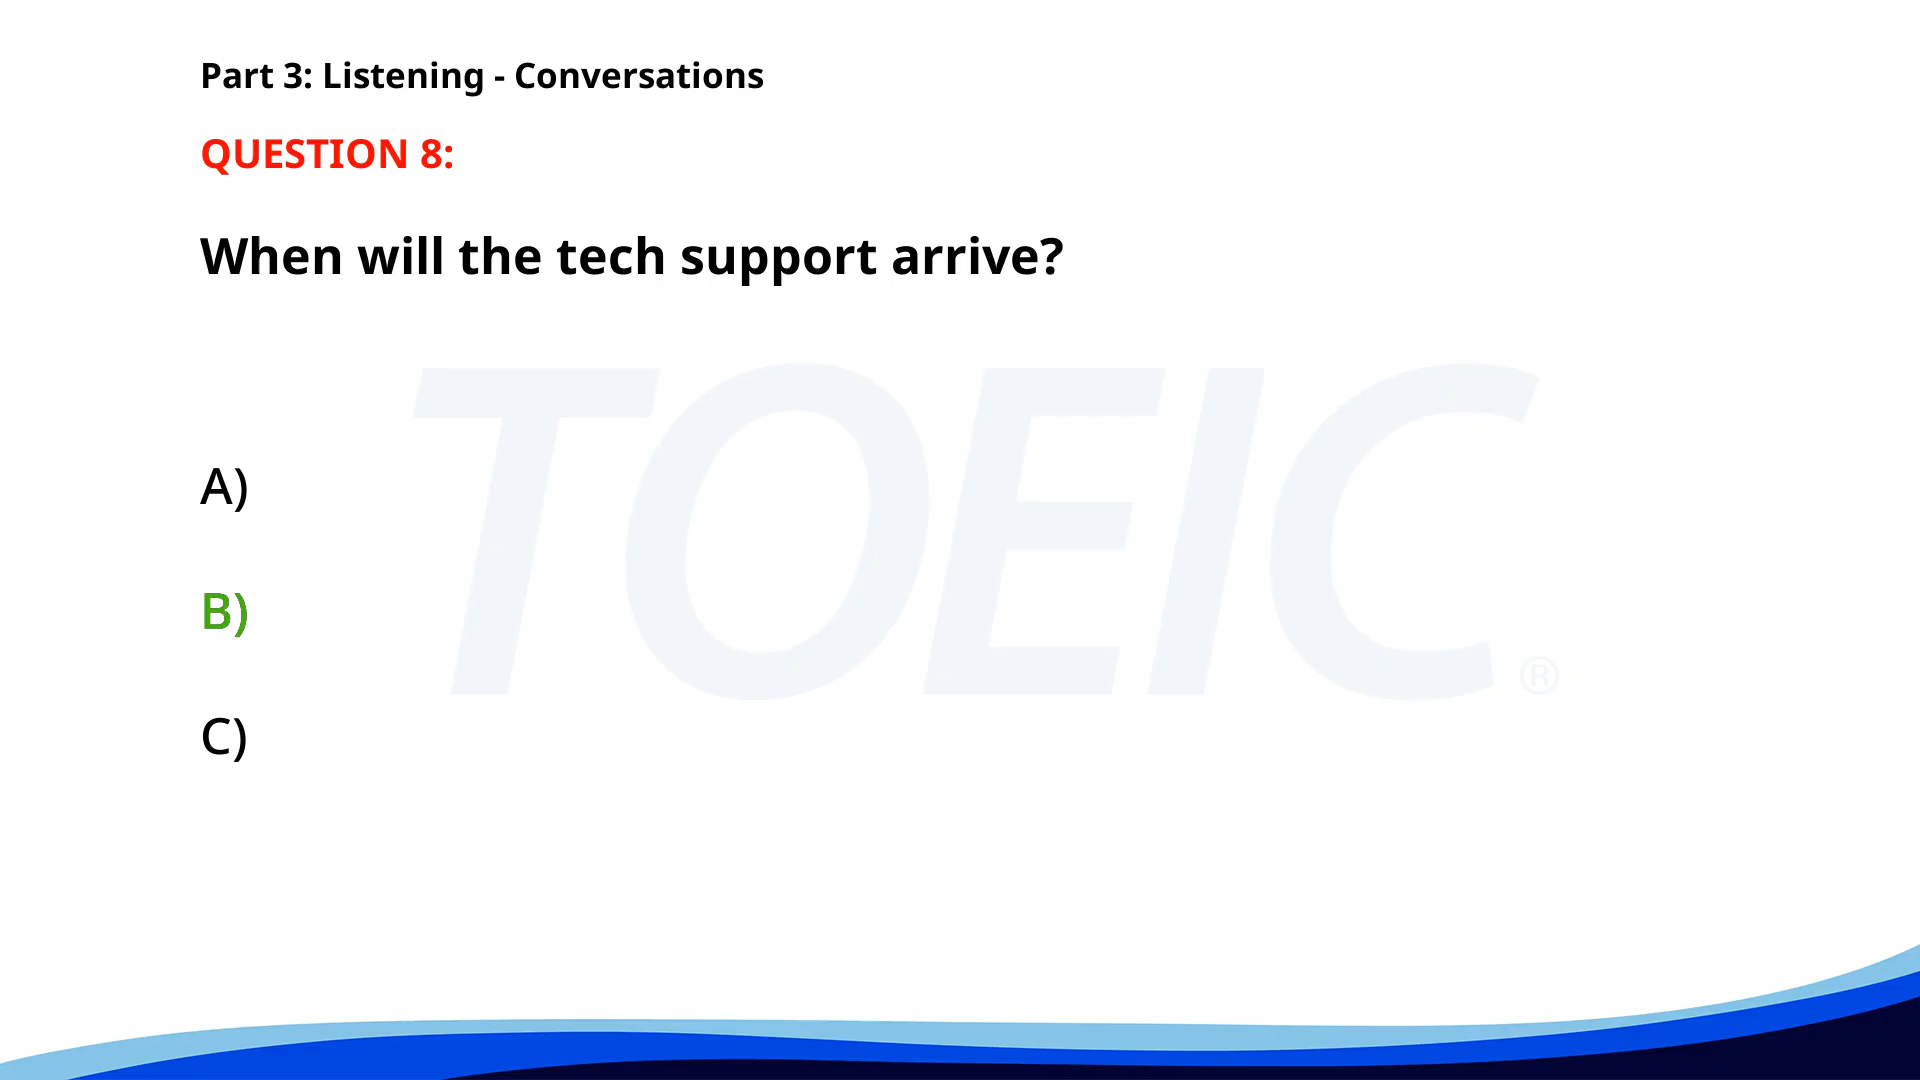 Part 3: Listening - Conversations
QUESTION 8:
When will the tech support arrive?
TOEIC®
A)
B)
C)